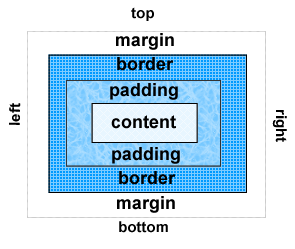 top
margin
border
padding
left
content
right
padding
border
margin
bottom